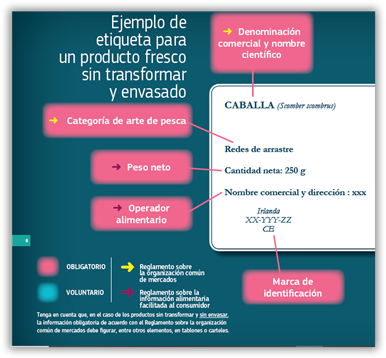 Ejemplo de
etiqueta para
un producto fresco
sin transformar
y envasado
➜ Denominación
comercial y nombre
científico
CABALLA (Scomber scombrus)
➜ Categoría de arte de pesca
Redes de arrastre
➜ Peso neto
Cantidad neta: 250 g
Nombre comercial y dirección : xxx
➜ Operador
alimentario
Irlanda
XX-YYY-ZZ
CE
Marca de
identificación
8
OBLIGATORIO
➜ Reglamento sobre
la organización común
de mercados
VOLUNTARIO
➜ Reglamento sobre la
información alimentaria
facilitada al consumidor
Tenga en cuenta que, en el caso de los productos sin transformar y sin envasar,
la información obligatoria de acuerdo con el Reglamento sobre la organización
común de mercados debe figurar, entre otros elementos, en tablones o carteles.